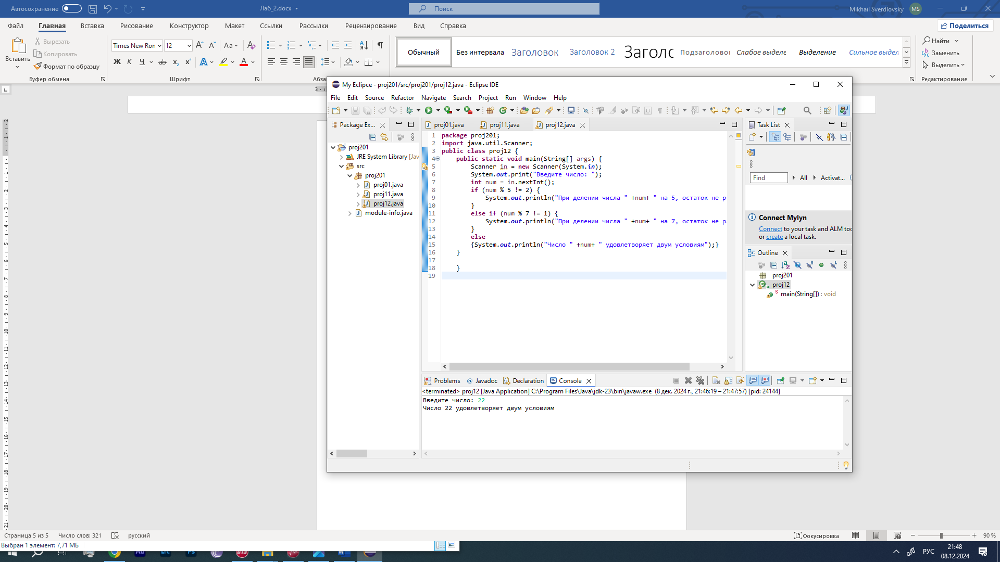 Автосохранение
Лаб_2.docx
Поиск
Mikhail Sverdlovsky MS
Файл Главная Вставка Рисование Конструктор Макет Ссылки Рассылки Рецензирование Вид Справка
Поделиться
Вставить
Вырезать
Копировать
Формат по образцу
Буфер обмена
Times New Ron 12
Шрифт
Абза
Обычный Без интервала Заголовок Заголовок 2 Заголо Подзаголово Слабое выделе Выделение Сильное выдел
Найти
Заменить
Выделить
Редактирование
My Eclipce - proj201/src/proj201/proj12.java - Eclipse IDE
File Edit Source Refactor Navigate Search Project Run Window Help
Package Ex...
proj201
JRE System Library [Jav
src
proj201
proj01.java
proj11.java
proj12.java
module-info.java
proj01.java proj11.java proj12.java
1 package proj201;
2 import java.util.Scanner;
3 public class proj12 {
4 public static void main(String[] args) {
5 Scanner in = new Scanner(System.in);
6 System.out.print("Введите число: ");
7 int num = in.nextInt();
8 if (num % 5 != 2) {
9 System.out.println("При делении числа " +num+ " на 5, остаток не р
10 }
11 else if (num % 7 != 1) {
12 System.out.println("При делении числа " +num+ " на 7, остаток не р
13 }
14 else
15 {System.out.println("Число " +num+ " удовлетворяет двум условиям");}
16 }
17
18 }
19
Task List
Find All Activat...
Connect Mylyn
Connect to your task and ALM too
or create a local task.
Outline
proj201
proj12
main(String[]) : void
Problems @ Javadoc Declaration Console
<terminated> proj12 [Java Application] C:\Program Files\Java\jdk-23\bin\javaw.exe (8 дек. 2024 г., 21:46:19 – 21:47:57) [pid: 24144]
Введите число: 22
Число 22 удовлетворяет двум условиям
Страница 5 из 5 Число слов: 321 русский
Фокусировка
90 %
Выбран 1 элемент: 7,71 МБ
РУС
21:48
08.12.2024